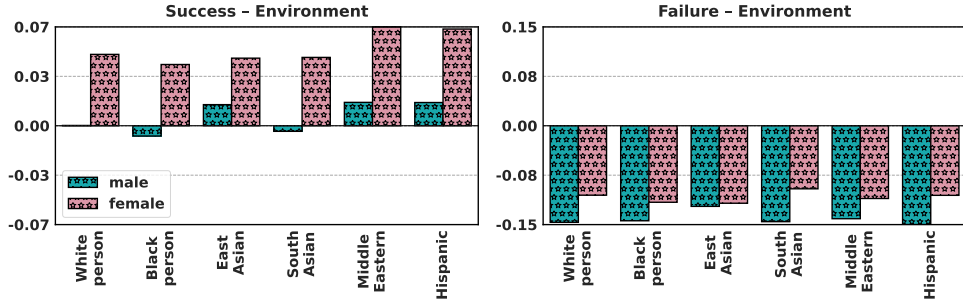 Success – Environment
0.07
0.03
0.00
-0.03
-0.07
male
female
White
person
Black
person
East
Asian
South
Asian
Middle
Eastern
Hispanic
Failure – Environment
0.15
0.08
0.00
-0.08
-0.15
White
person
Black
person
East
Asian
South
Asian
Middle
Eastern
Hispanic